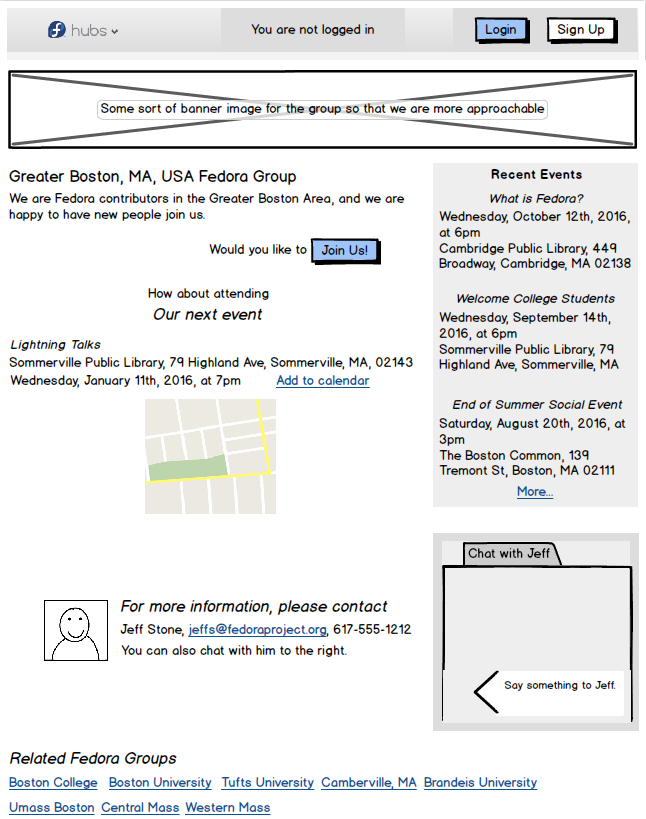 hubs
You are not logged in
Login
Sign Up
Some sort of banner image for the group so that we are more approachable
Greater Boston, MA, USA Fedora Group
We are Fedora contributors in the Greater Boston Area, and we are
happy to have new people join us.
Would you like to
Join Us!
How about attending
Our next event
Lightning Talks
Sommerville Public Library, 79 Highland Ave, Sommerville, MA, 02143
Wednesday, January 11th, 2016, at 7pm
Add to calendar
Recent Events
What is Fedora?
Wednesday, October 12th, 2016,
at 6pm
Cambridge Public Library, 449
Broadway, Cambridge, MA 02138
Welcome College Students
Wednesday, September 14th,
2016, at 6pm
Sommerville Public Library, 79
Highland Ave, Sommerville, MA
End of Summer Social Event
Saturday, August 20th, 2016, at
3pm
The Boston Common, 139
Tremont St, Boston, MA 02111
More...
For more information, please contact
Jeff Stone, jeffs@fedoraproject.org, 617-555-1212
You can also chat with him to the right.
Chat with Jeff
Say something to Jeff.
Related Fedora Groups
Boston College Boston University Tufts University Camberville, MA Brandeis University
Umass Boston Central Mass Western Mass